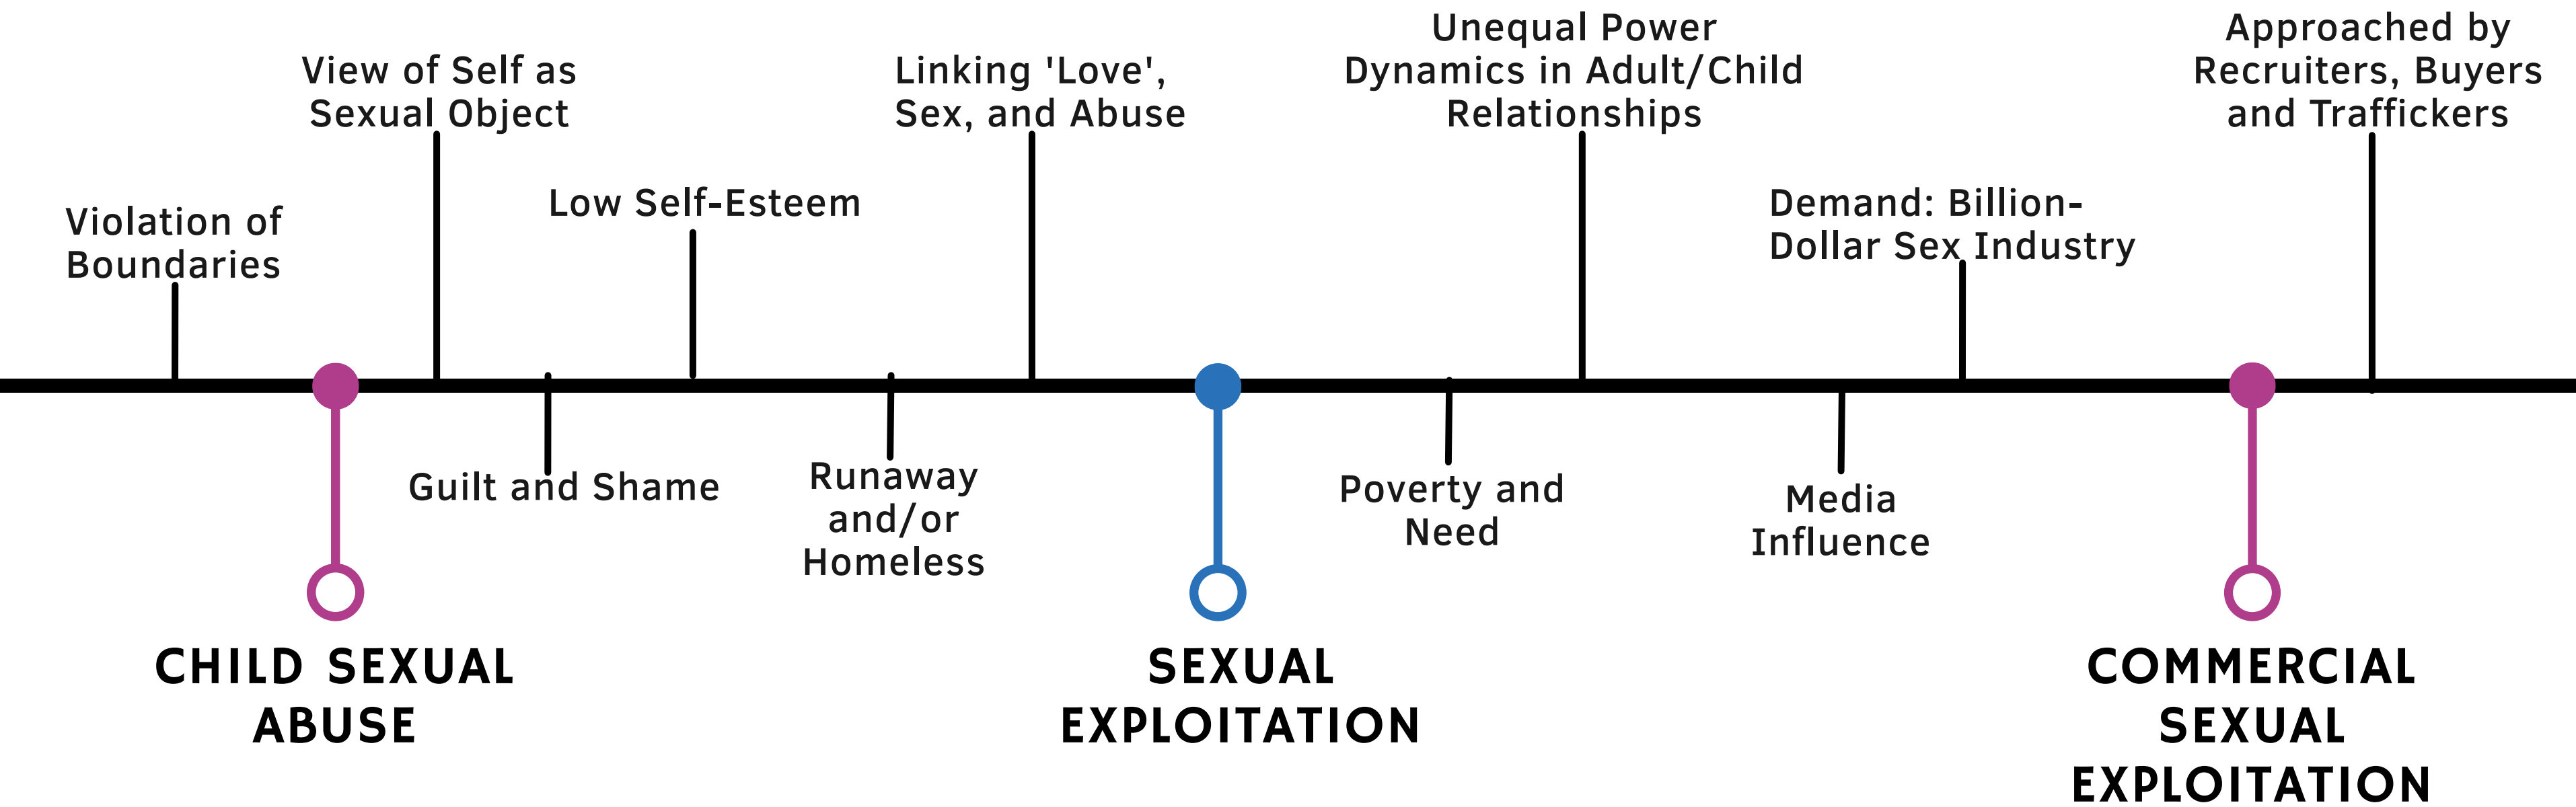 Violation of
Boundaries
View of Self as
Sexual Object
Guilt and Shame
Low Self-Esteem
Runaway
and/or
Homeless
Linking 'Love',
Sex, and Abuse
Poverty and
Need
Unequal Power
Dynamics in Adult/Child
Relationships
Media
Influence
Demand: Billion-
Dollar Sex Industry
Approached by
Recruiters, Buyers
and Traffickers
CHILD SEXUAL
ABUSE
SEXUAL
EXPLOITATION
COMMERCIAL
SEXUAL
EXPLOITATION